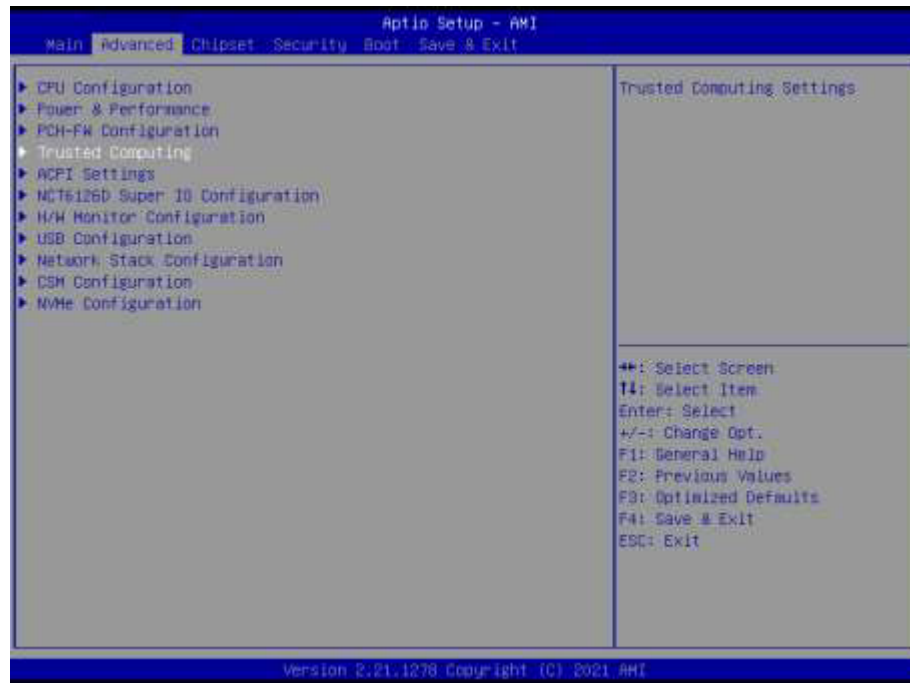 Aptio Setup - AMI
Main Advanced Chipset Security Boot Save & Exit
CPU Configuration
Power & Performance
PCH-FW Configuration
Trusted Computing
ACPI Settings
NCT6126D Super IO Configuration
H/W Monitor Configuration
USB Configuration
Network Stack Configuration
CSM Configuration
NVMe Configuration
Trusted Computing Settings
→←: Select Screen
↑↓: Select Item
Enter: Select
+/-: Change Opt.
F1: General Help
F2: Previous Values
F3: Optimized Defaults
F4: Save & Exit
ESC: Exit
Version 2.21.1278 Copyright (C) 2021 AMI